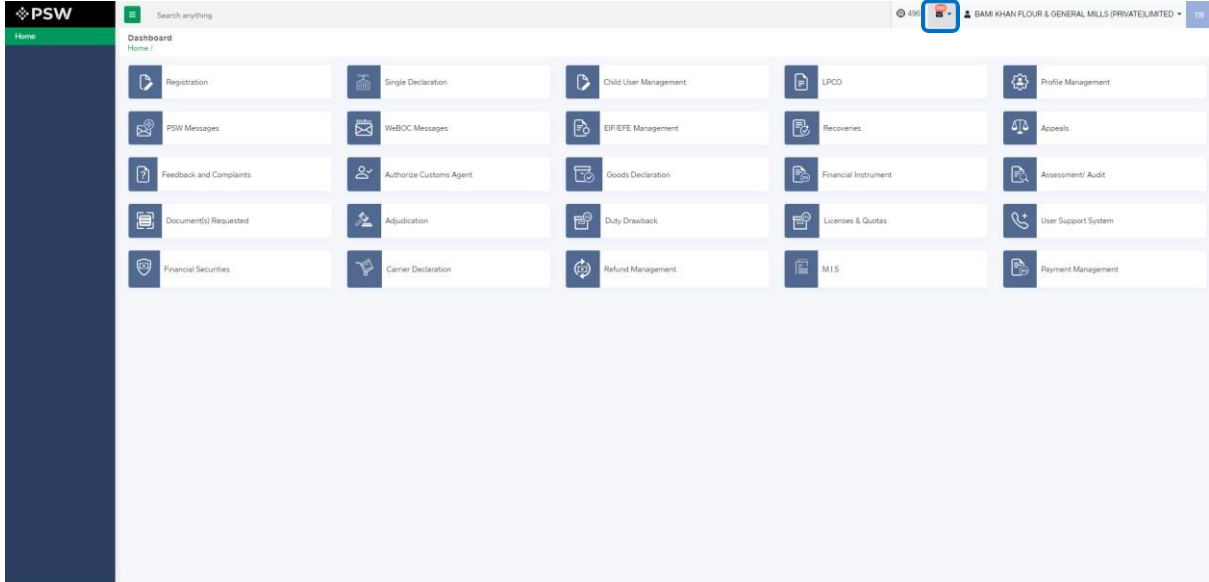 PSW
Search anything
496
BAMI KHAN FLOUR & GENERAL MILLS (PRIVATE)LIMITED
TN
Home
Dashboard
Home /
Registration
Single Declaration
Child User Management
LPCO
Profile Management
PSW Messages
WeBOC Messages
EIF/EFE Management
Recoveries
Appeals
Feedback and Complaints
Authorize Customs Agent
Goods Declaration
Financial Instrument
Assessment/ Audit
Document(s) Requested
Adjudication
Duty Drawback
Licenses & Quotas
User Support System
Financial Securities
Carrier Declaration
Refund Management
M.I.S
Payment Management